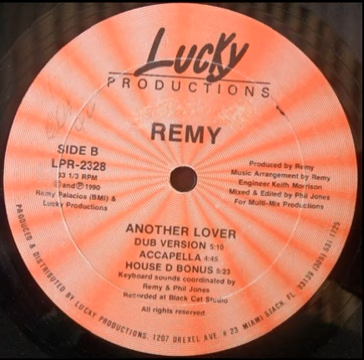 Lucky
PRODUCTIONS
REMY
SIDE B
LPR-2328
33 1/3 RPM
©and℗1990
Remy Palacios (BMI) &
Lucky Productions
Produced by Remy
Music Arrangement by Remy
Engineer Keith Morrison
Mixed & Edited by Phil Jones
For Multi-Mix Productions
ANOTHER LOVER
DUB VERSION 5:10
ACCAPELLA 4:45
HOUSE D BONUS 5:23
Keyboard sounds coordinated by
Remy & Phil Jones
Recorded at Black Cat Studio
All rights reserved.
PRODUCED & DISTRIBUTED BY LUCKY PRODUCTIONS, 1207 DREXEL AVE. # 23 MIAMI BEACH, FL. 33139 (305) 531-1125